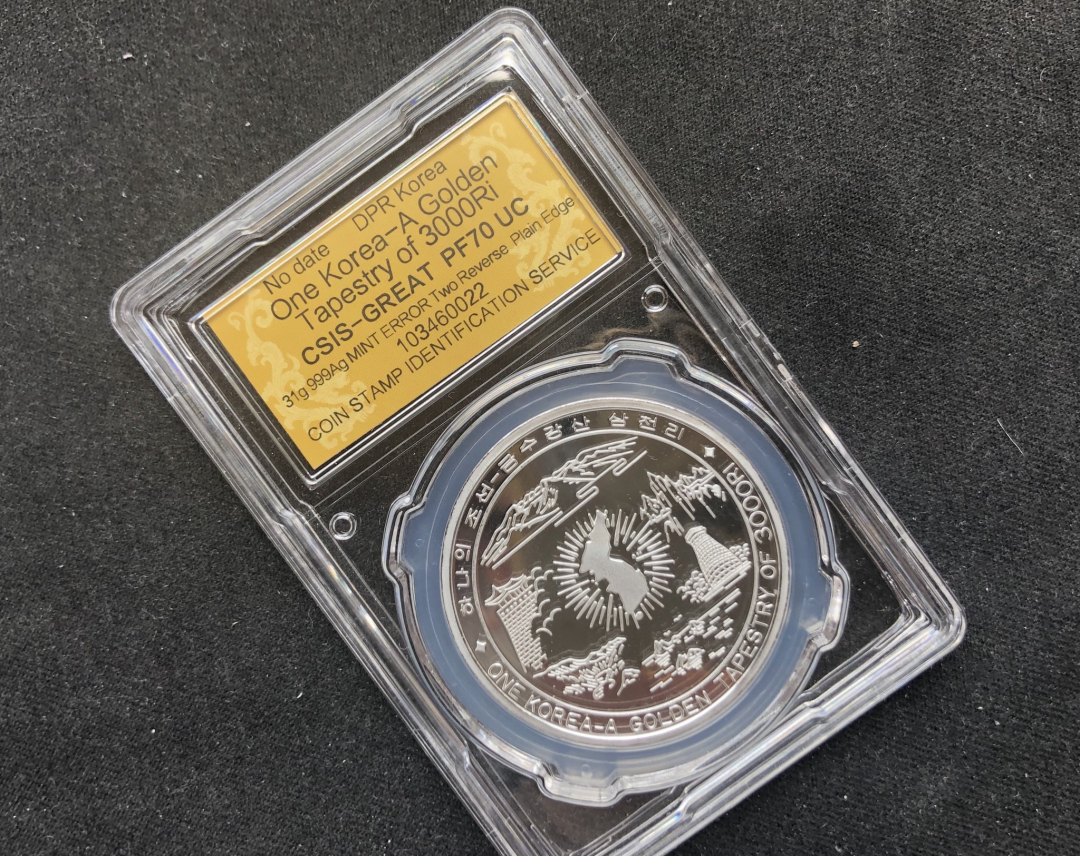 No date DPR Korea
One Korea-A Golden
Tapestry of 3000Ri
CSIS-GREAT PF70 UC
31g 999Ag MINT ERROR Two Reverse Plain Edge
103460022
COIN STAMP IDENTIFICATION SERVICE
하나의 조선-금수강산 삼천리
ONE KOREA-A GOLDEN TAPESTRY OF 3000RI